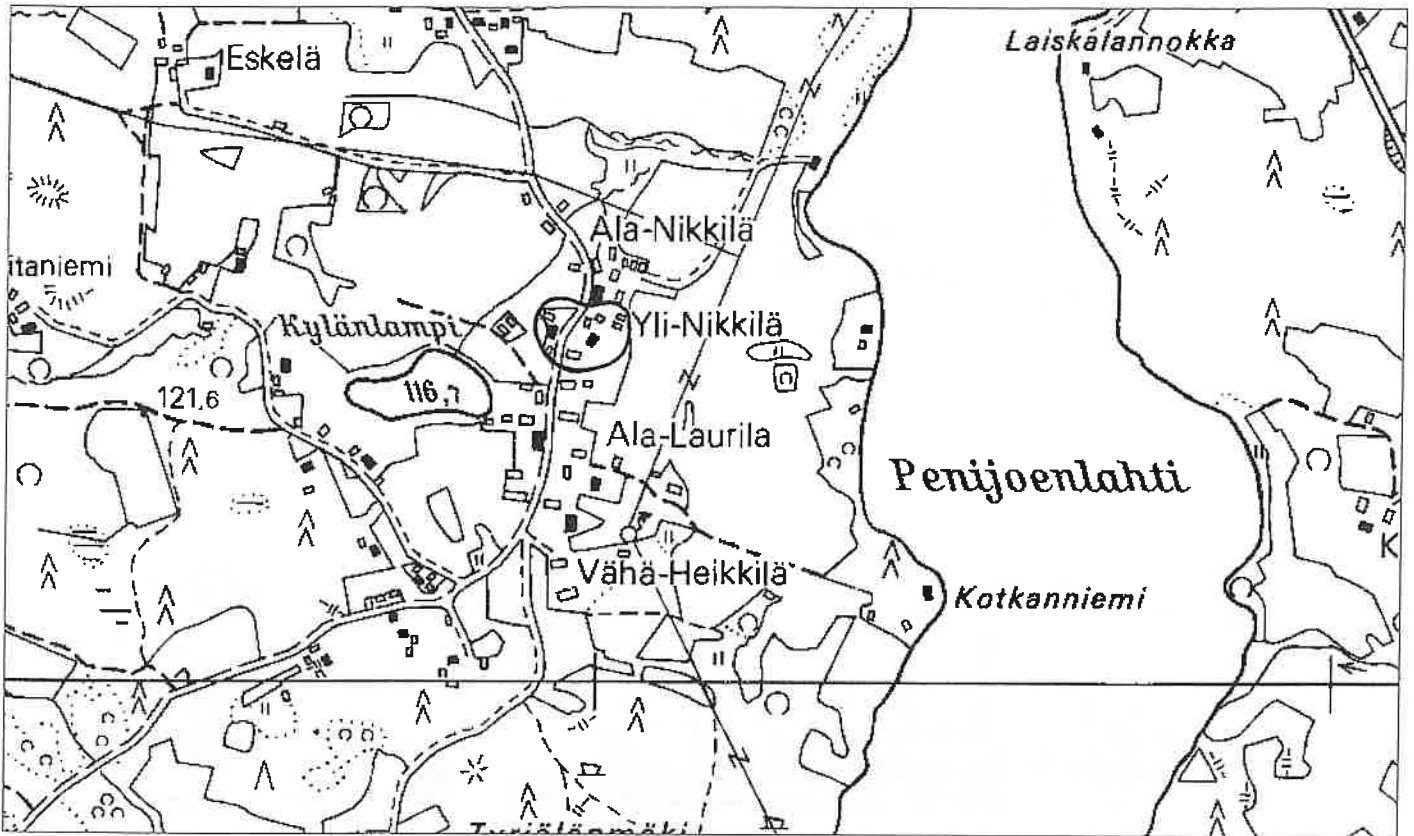 Laiskalannokka
Eskelä
Ala-Nikkilä
itaniemi
Kylänlampi
Yli-Nikkilä
116,7
121,6
Ala-Laurila
Penijoenlahti
K
Vähä-Heikkilä
Kotkanniemi